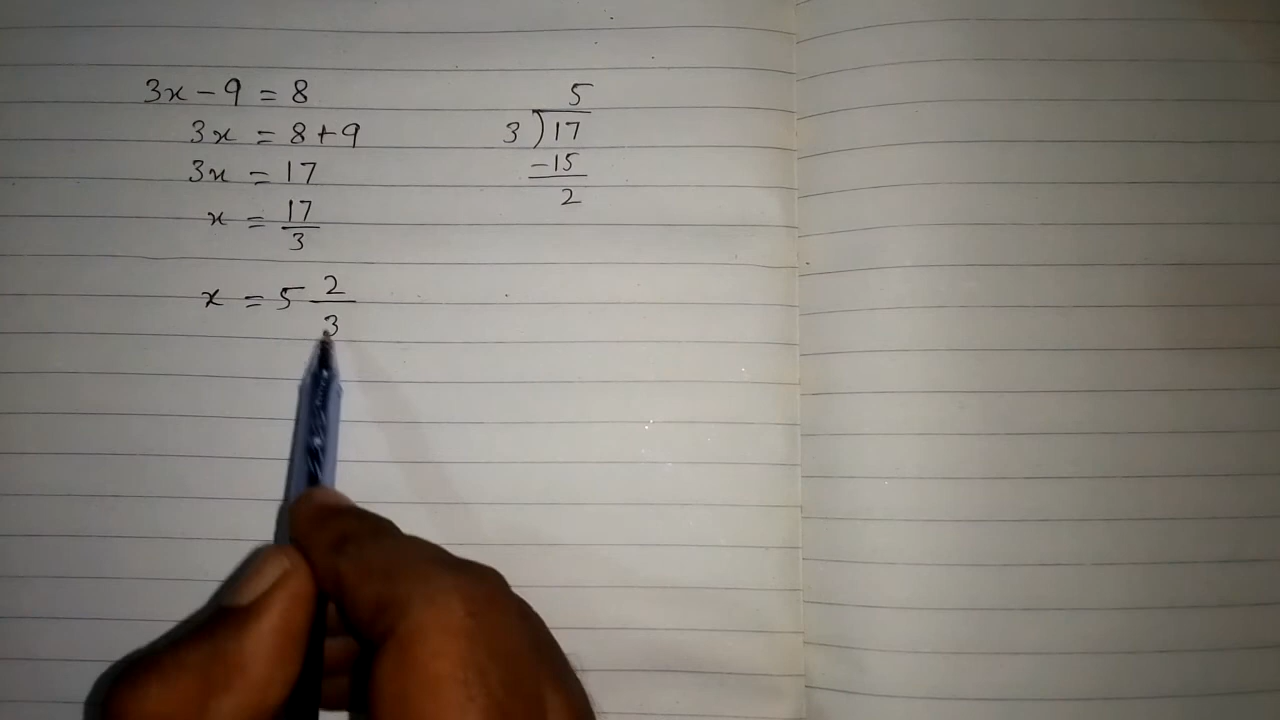 3x - 9 = 8
3x = 8 + 9
3x = 17
x = 17/3
x = 5 2/3
5
3 ) 17
-15
2